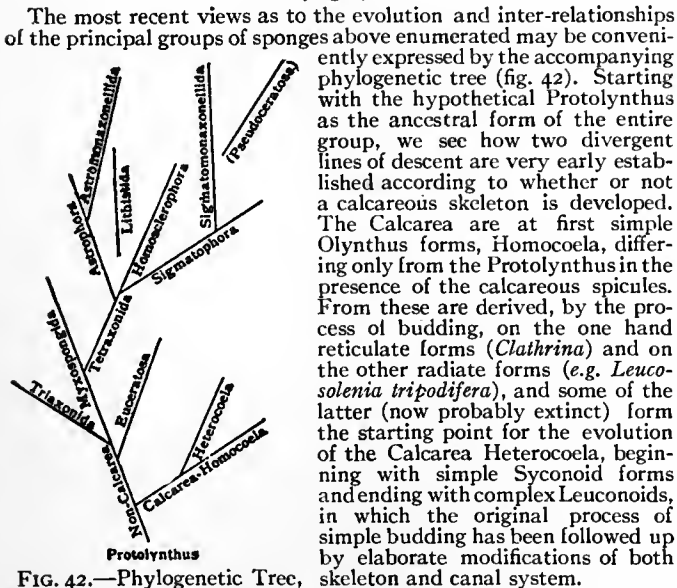 The most recent views as to the evolution and inter-relationships
of the principal groups of sponges above enumerated may be conveni-
ently expressed by the accompanying
phylogenetic tree (fig. 42). Starting
with the hypothetical Protolynthus
as the ancestral form of the entire
group, we see how two divergent
lines of descent are very early estab-
lished according to whether or not
a calcareous skeleton is developed.
The Calcarea are at first simple
Olynthus forms, Homocoela, differ-
ing only from the Protolynthus in the
presence of the calcareous spicules.
From these are derived, by the pro-
cess of budding, on the one hand
reticulate forms (Clathrina) and on
the other radiate forms (e.g. Leuco-
solenia tripodifera), and some of the
latter (now probably extinct) form
the starting point for the evolution
of the Calcarea Heterocoela, begin-
ning with simple Syconoid forms
and ending with complex Leuconoids,
in which the original process of
simple budding has been followed up
by elaborate modifications of both
skeleton and canal system.
Astromonaxonellida
Sigmatomonaxonellida
(Pseudoceratosa)
Astrophora
Lithistida
Homosclerophora
Sigmatophora
Tetraxonida
Myxospongida
Triaxonida
Euceratosa
Heterocoela
Non-Calcarea
Calcarea-Homocoela
Protolynthus
FIG. 42.—Phylogenetic Tree,